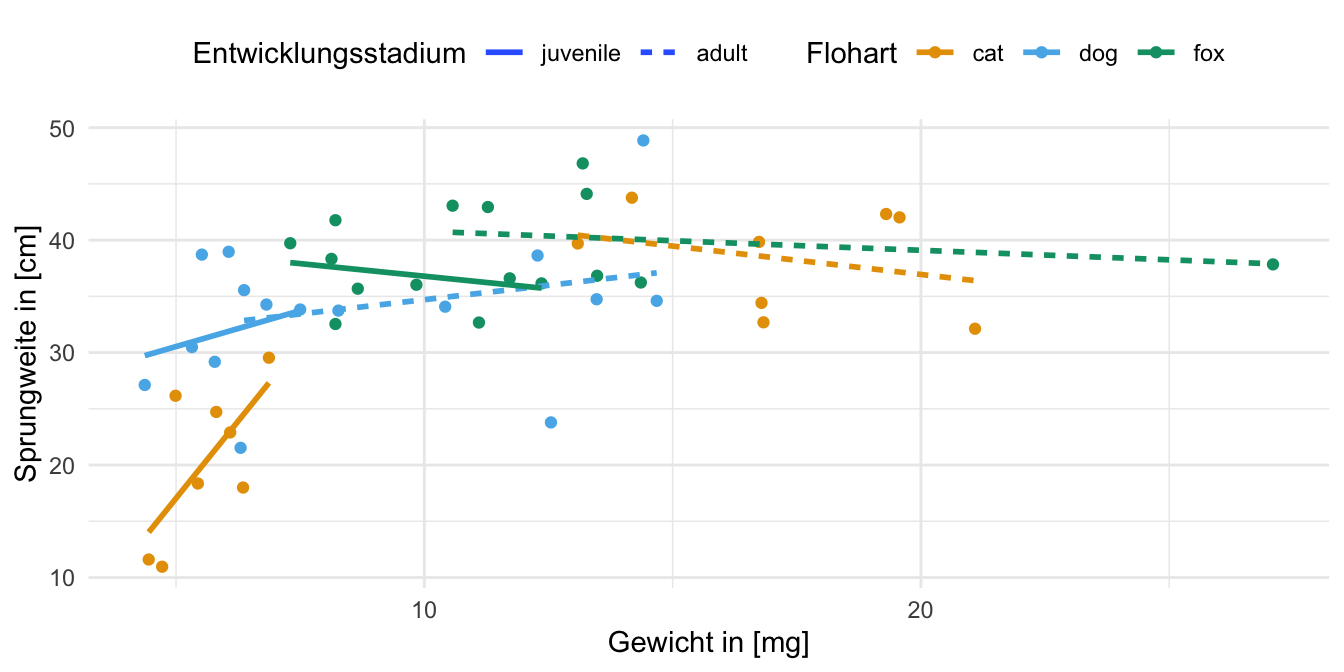 Entwicklungsstadium juvenile adult Flohart cat dog fox
50
40
30
20
10
Sprungweite in [cm]
10 20
Gewicht in [mg]